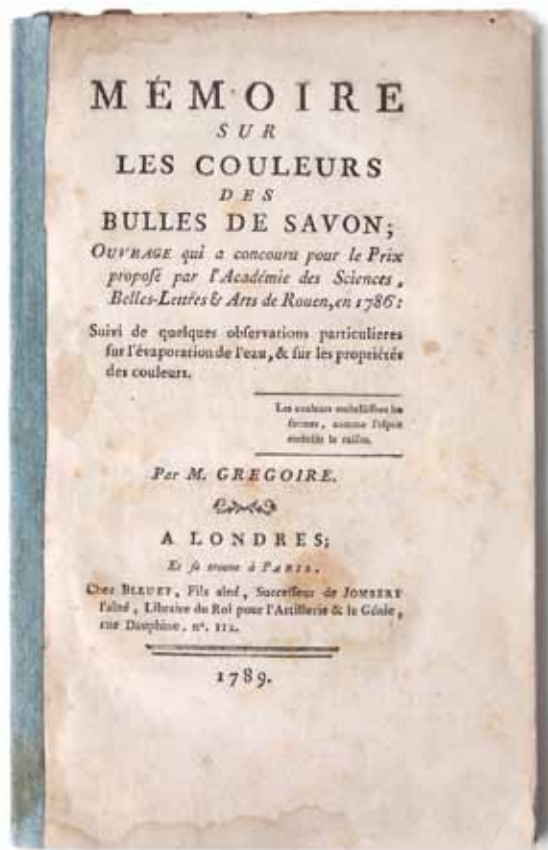 MÉMOIRE
SUR
LES COULEURS
DES
BULLES DE SAVON;
OUVRAGE qui a concouru pour le Prix
proposé par l'Académie des Sciences,
Belles-Lettres & Arts de Rouen, en 1786:
Suivi de quelques observations particulieres
sur l'évaporation de l'eau, & sur les propriétés
des couleurs.
Les couleurs embellissent les
formes, comme l'esprit
embellit la raison.
Par M. GREGOIRE.
A LONDRES;
Et se trouve à PARIS,
Chez BLEUET, Fils aîné, Successeur de JOMBERT
l'aîné, Libraire du Roi pour l'Artillerie & le Génie,
rue Dauphine, nº. 112.
1789.